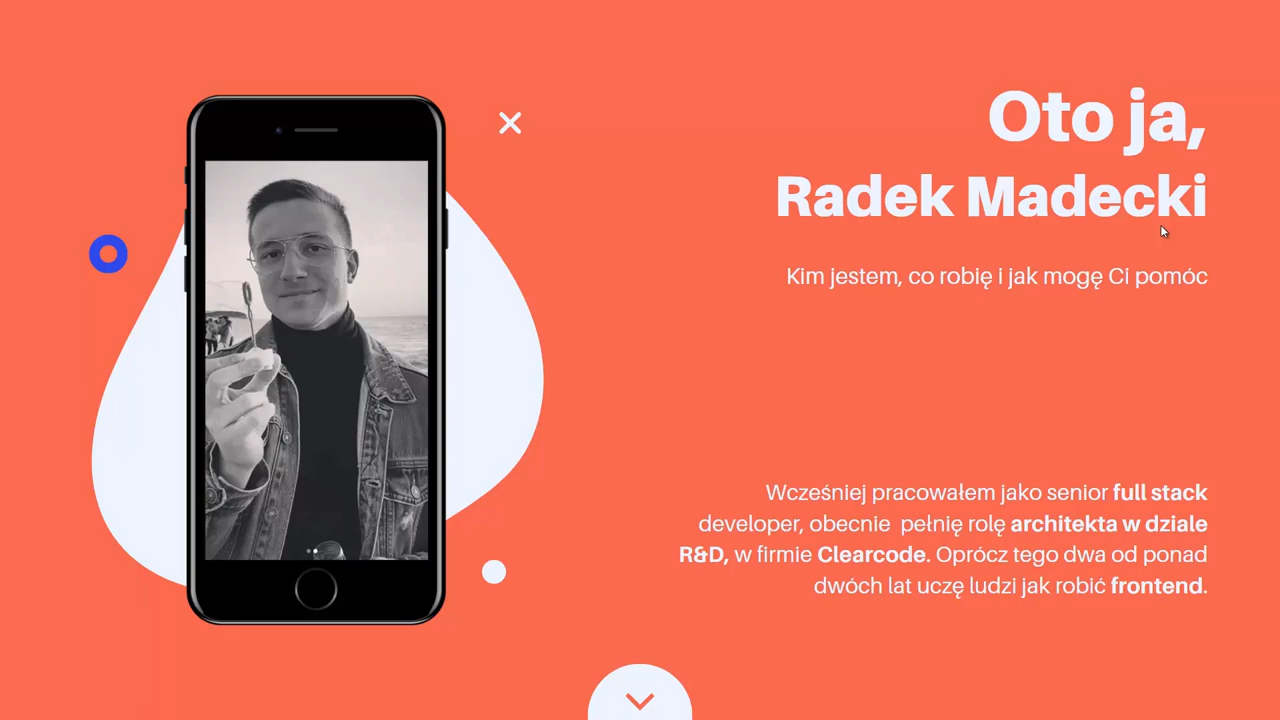 Oto ja,
Radek Madecki
Kim jestem, co robię i jak mogę Ci pomóc
Wcześniej pracowałem jako senior full stack
developer, obecnie  pełnię rolę architekta w dziale
R&D, w firmie Clearcode. Oprócz tego dwa od ponad
dwóch lat uczę ludzi jak robić frontend.